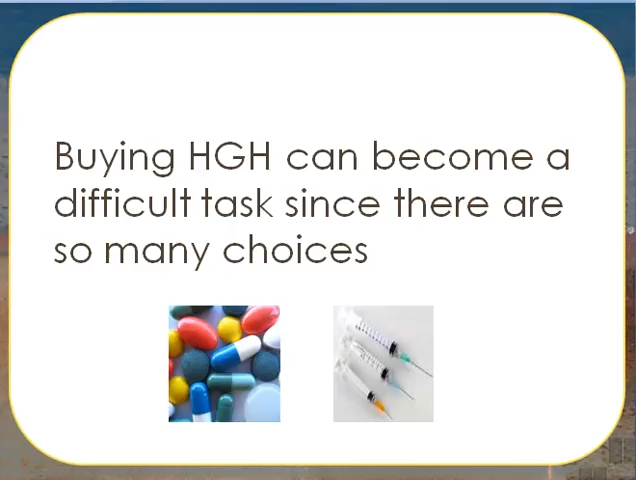 Buying HGH can become a
difficult task since there are
so many choices